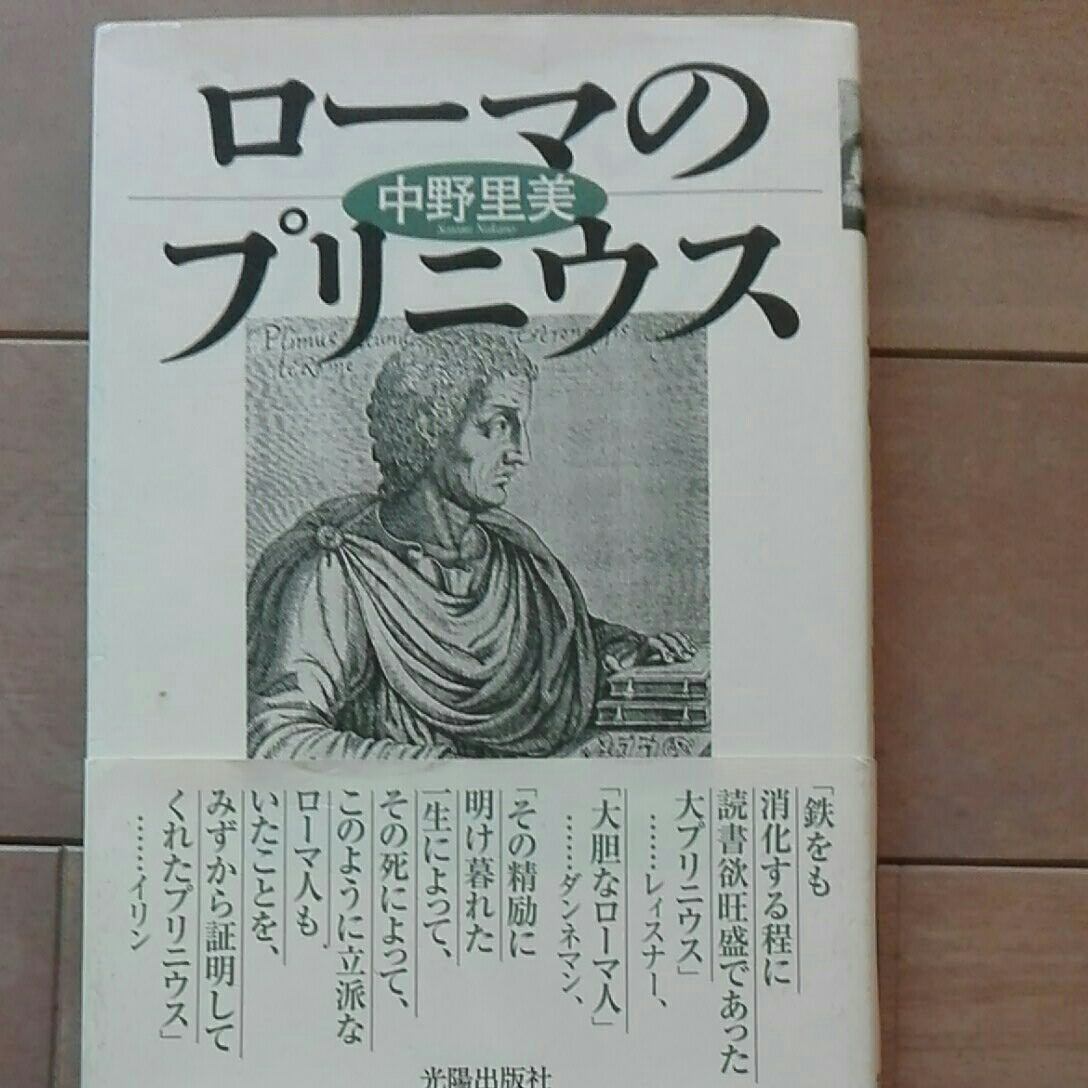 ローマの
中野里美
Satomi Nakano
プリニウス
「鉄をも
消化する程に
読書欲旺盛であった
大プリニウス」
……レィスナー、
「大胆なローマ人」
……ダンネマン、
「その精励に
明け暮れた
一生によって、
その死によって、
このように立派な
ローマ人も
いたことを、
みずから証明して
くれたプリニウス」
……イリン
光陽出版社